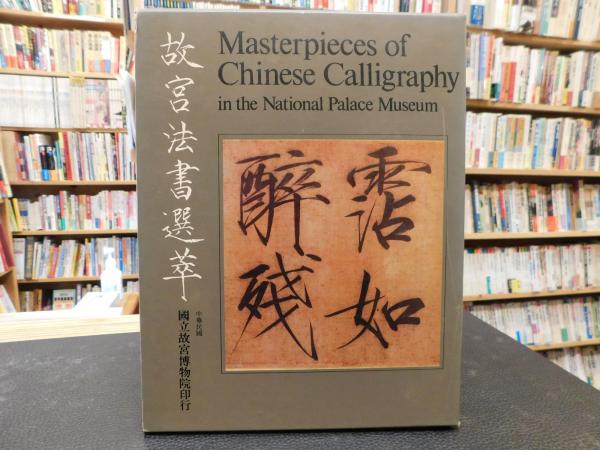 故宮法書選萃
Masterpieces of
Chinese Calligraphy
in the National Palace Museum
霑如
醉殘
中華民國
國立故宮博物院印行